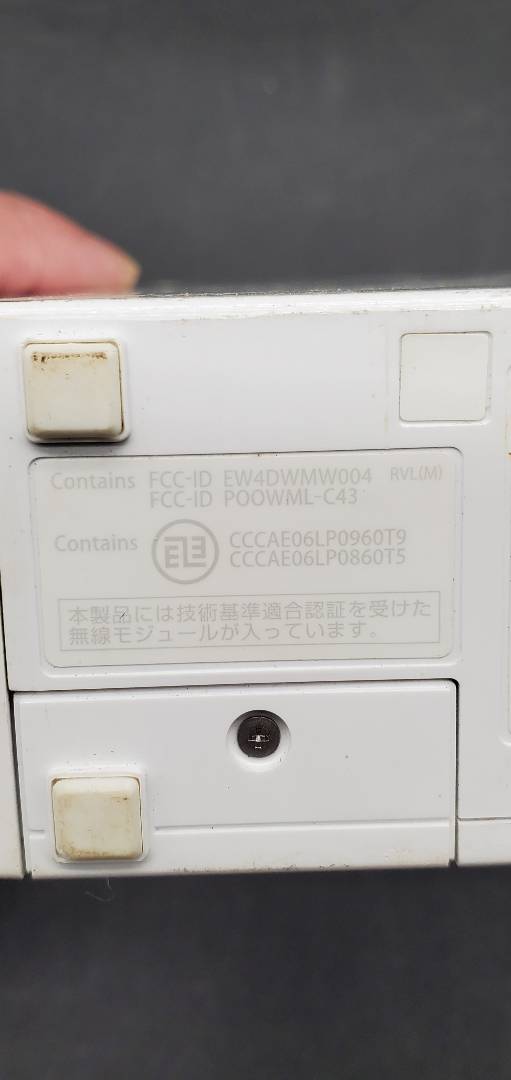 Contains FCC-ID EW4DWMW004 RVL(M)
FCC-ID POOWML-C43
Contains CCCAE06LP0960T9
CCCAE06LP0860T5
本製品には技術基準適合認証を受けた
無線モジュールが入っています。